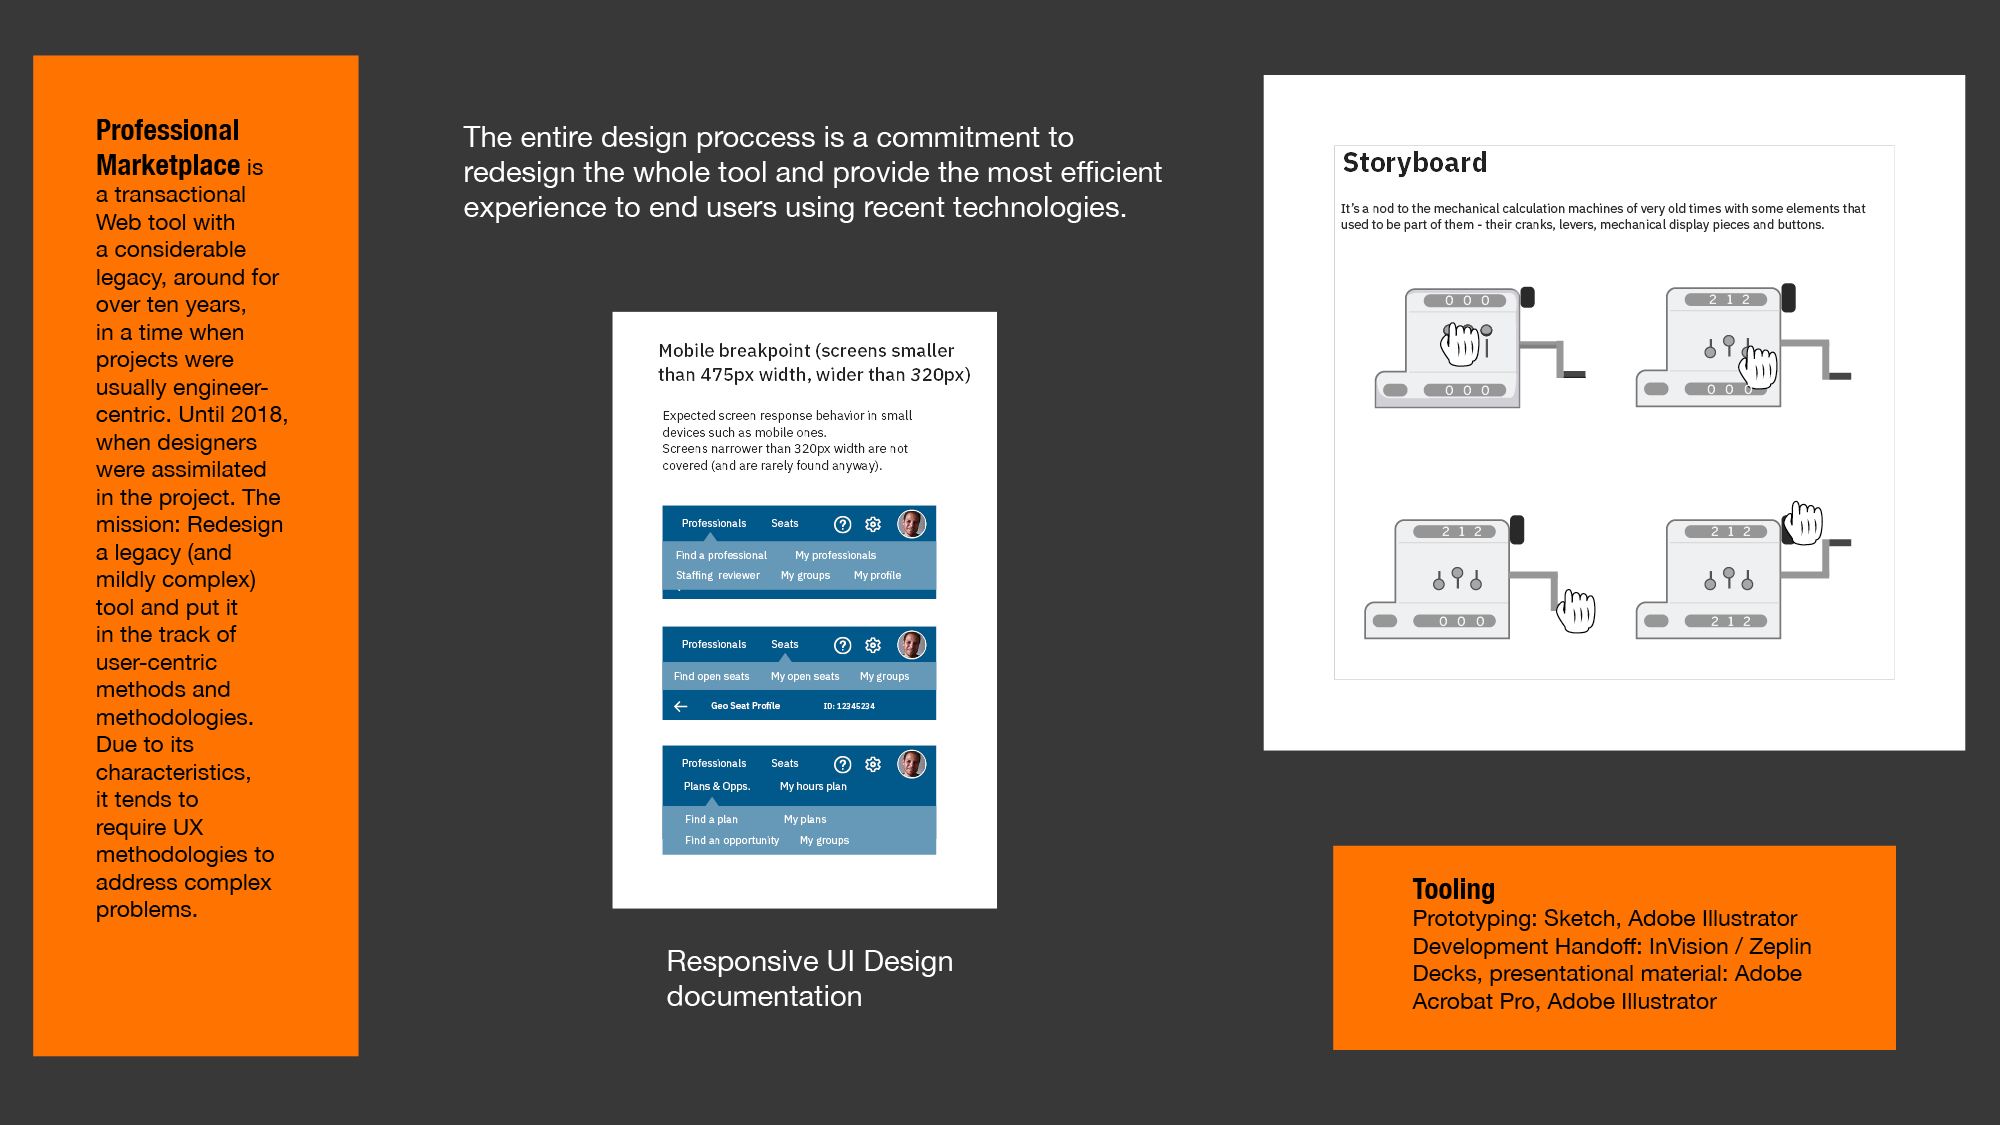 Professional
Marketplace is
a transactional
Web tool with
a considerable
legacy, around for
over ten years,
in a time when
projects were
usually engineer-
centric. Until 2018,
when designers
were assimilated
in the project. The
mission: Redesign
a legacy (and
mildly complex)
tool and put it
in the track of
user-centric
methods and
methodologies.
Due to its
characteristics,
it tends to
require UX
methodologies to
address complex
problems.
The entire design proccess is a commitment to
redesign the whole tool and provide the most efficient
experience to end users using recent technologies.
Mobile breakpoint (screens smaller
than 475px width, wider than 320px)
Expected screen response behavior in small
devices such as mobile ones.
Screens narrower than 320px width are not
covered (and are rarely found anyway).
Professionals Seats
Find a professional My professionals
Staffing reviewer My groups My profile
Professionals Seats
Find open seats My open seats My groups
Geo Seat Profile ID: 12345234
Professionals Seats
Plans & Opps. My hours plan
Find a plan My plans
Find an opportunity My groups
Responsive UI Design
documentation
Storyboard
It's a nod to the mechanical calculation machines of very old times with some elements that
used to be part of them - their cranks, levers, mechanical display pieces and buttons.
0 0 0
0 0 0
2 1 2
0 0 0
2 1 2
0 0 0
2 1 2
2 1 2
Tooling
Prototyping: Sketch, Adobe Illustrator
Development Handoff: InVision / Zeplin
Decks, presentational material: Adobe
Acrobat Pro, Adobe Illustrator